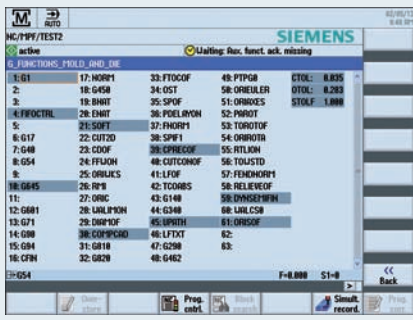 M AUTO
NC/MPF/TEST2
SIEMENS
active Waiting: Aux. funct. ack. missing
G_FUNCTIONS_MOLD_AND_DIE
1: G1 17: NORM 33: FTOCOF 49: PTPG0 CTOL: 0.035
2: 18: G450 34: OST 50: ORIEULER OTOL: 0.283
3: 19: BNAT 35: SPOF 51: ORIAXES STOLF 1.000
4: FIFOCTRL 20: ENAT 36: PDELAYON 52: PAROT
5: 21: SOFT 37: FNORM 53: TOROTOF
6: G17 22: CUT2D 38: SPIF1 54: ORIROTA
7: G40 23: CDOF 39: CPRECOF 55: RTLION
8: G54 24: FFWON 40: CUTCONOF 56: TOWSTD
9: 25: ORIWKS 41: LFOF 57: FENDNORM
10: G645 26: RMI 42: TCOABS 58: RELIEVEOF
11: 27: ORIC 43: G140 59: DYNSEMIFIN
12: G601 28: WALIMON 44: G340 60: WALCS0
13: G71 29: DIAMOF 45: UPATH 61: ORISOF
14: G90 30: COMPCAD 46: LFTXT 62:
15: G94 31: G810 47: G290 63:
16: CFIN 32: G820 48: G462
G54 F=0.000 S1=0
Back
Over-store Prog. cntrl. Block search Simult. record. Prog. corr.